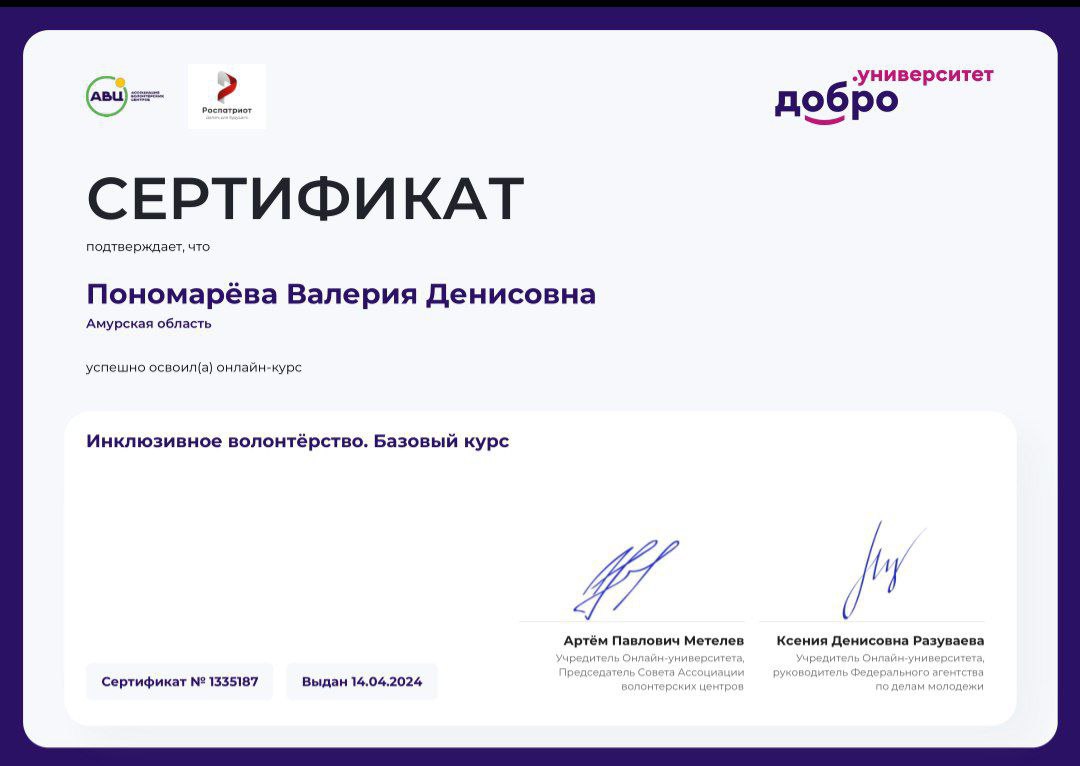 АВЦ
АССОЦИАЦИЯ
ВОЛОНТЕРСКИХ
ЦЕНТРОВ
Роспатриот
.университет
добро
СЕРТИФИКАТ
подтверждает, что
Пономарёва Валерия Денисовна
Амурская область
успешно освоил(а) онлайн-курс
Инклюзивное волонтёрство. Базовый курс
Артём Павлович Метелев
Учредитель Онлайн-университета,
Председатель Совета Ассоциации
волонтерских центров
Ксения Денисовна Разуваева
Учредитель Онлайн-университета,
руководитель Федерального агентства
по делам молодежи
Сертификат № 1335187
Выдан 14.04.2024